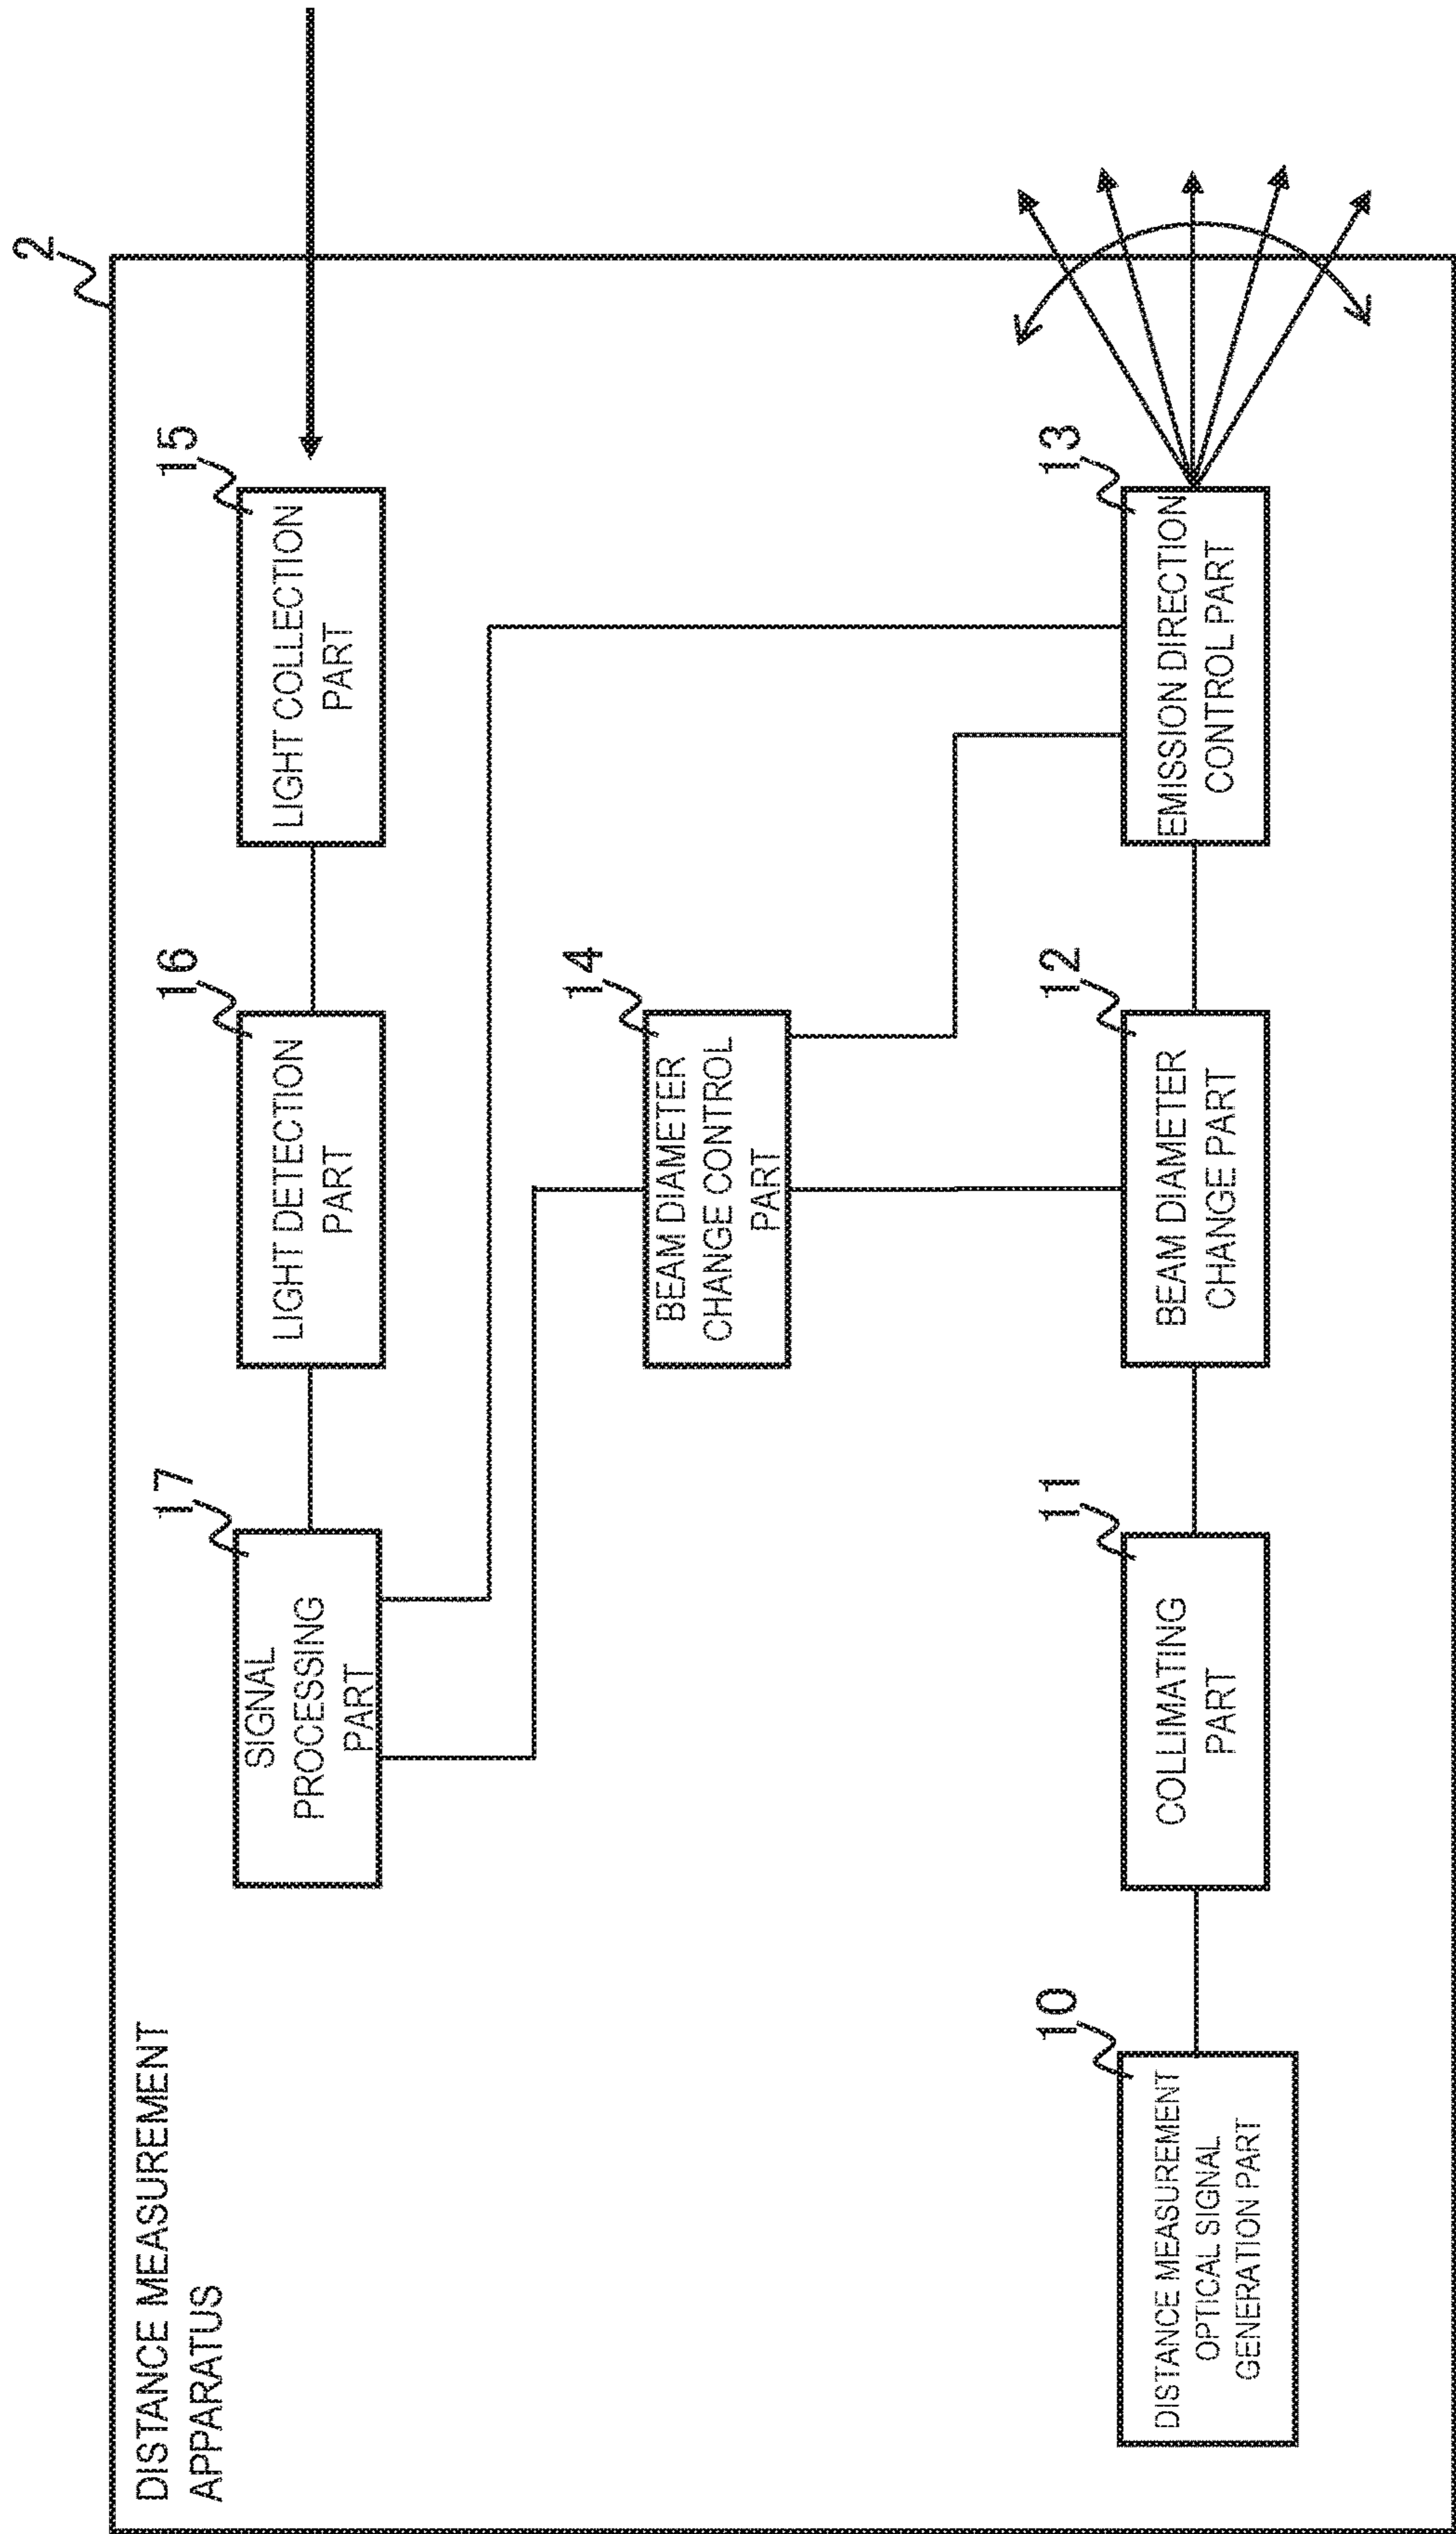 2
DISTANCE MEASUREMENT
APPARATUS
17
SIGNAL
PROCESSING
PART
16
LIGHT DETECTION
PART
15
LIGHT COLLECTION
PART
14
BEAM DIAMETER
CHANGE CONTROL
PART
10
DISTANCE MEASUREMENT
OPTICAL SIGNAL
GENERATION PART
11
COLLIMATING
PART
12
BEAM DIAMETER
CHANGE PART
13
EMISSION DIRECTION
CONTROL PART